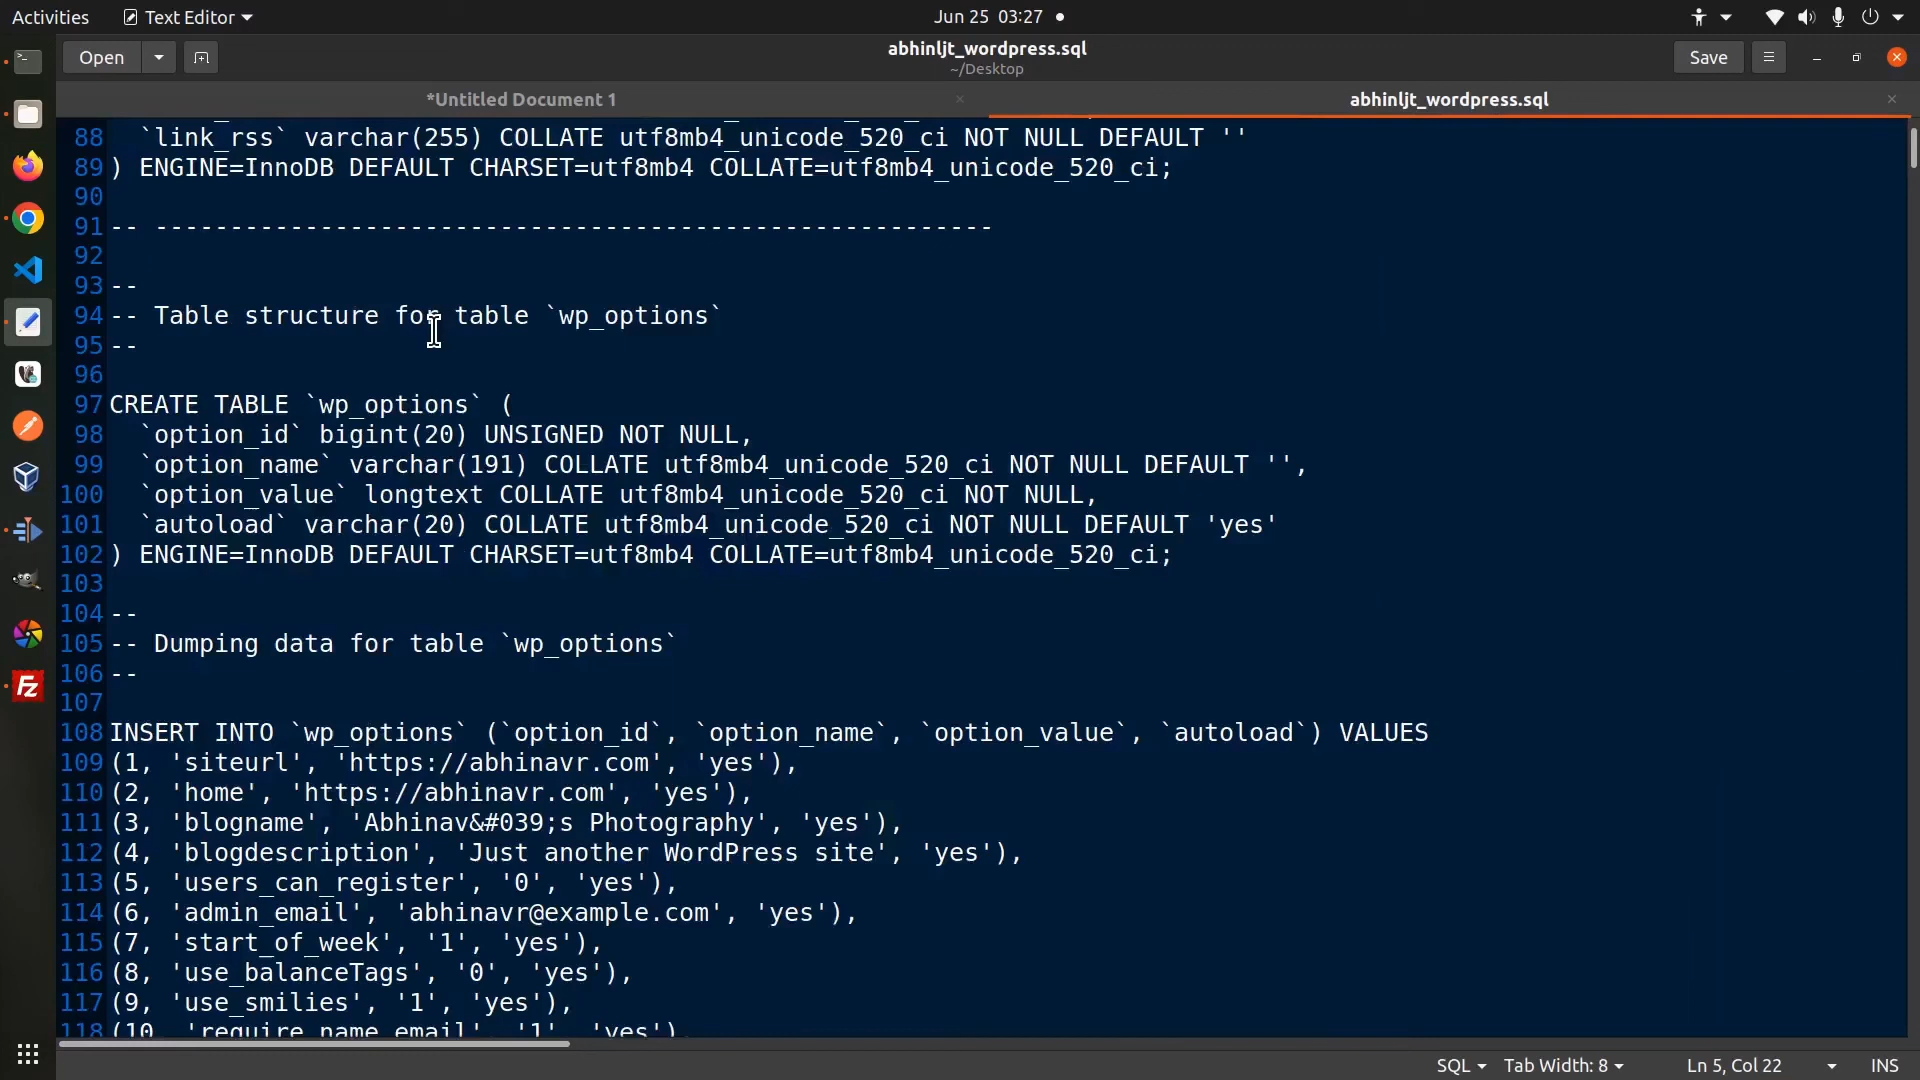 Activities
Text Editor
Jun 25 03:27
Open
abhinljt_wordpress.sql
~/Desktop
Save
*Untitled Document 1
abhinljt_wordpress.sql
88 `link_rss` varchar(255) COLLATE utf8mb4_unicode_520_ci NOT NULL DEFAULT ''
89 ) ENGINE=InnoDB DEFAULT CHARSET=utf8mb4 COLLATE=utf8mb4_unicode_520_ci;
90
91 -- --------------------------------------------------------
92
93 --
94 -- Table structure for table `wp_options`
95 --
96
97 CREATE TABLE `wp_options` (
98 `option_id` bigint(20) UNSIGNED NOT NULL,
99 `option_name` varchar(191) COLLATE utf8mb4_unicode_520_ci NOT NULL DEFAULT '',
100 `option_value` longtext COLLATE utf8mb4_unicode_520_ci NOT NULL,
101 `autoload` varchar(20) COLLATE utf8mb4_unicode_520_ci NOT NULL DEFAULT 'yes'
102 ) ENGINE=InnoDB DEFAULT CHARSET=utf8mb4 COLLATE=utf8mb4_unicode_520_ci;
103
104 --
105 -- Dumping data for table `wp_options`
106 --
107
108 INSERT INTO `wp_options` (`option_id`, `option_name`, `option_value`, `autoload`) VALUES
109 (1, 'siteurl', 'https://abhinavr.com', 'yes'),
110 (2, 'home', 'https://abhinavr.com', 'yes'),
111 (3, 'blogname', 'Abhinav&#039;s Photography', 'yes'),
112 (4, 'blogdescription', 'Just another WordPress site', 'yes'),
113 (5, 'users_can_register', '0', 'yes'),
114 (6, 'admin_email', 'abhinavr@example.com', 'yes'),
115 (7, 'start_of_week', '1', 'yes'),
116 (8, 'use_balanceTags', '0', 'yes'),
117 (9, 'use_smilies', '1', 'yes'),
118 (10, 'require_name_email', '1', 'yes'),
SQL
Tab Width: 8
Ln 5, Col 22
INS